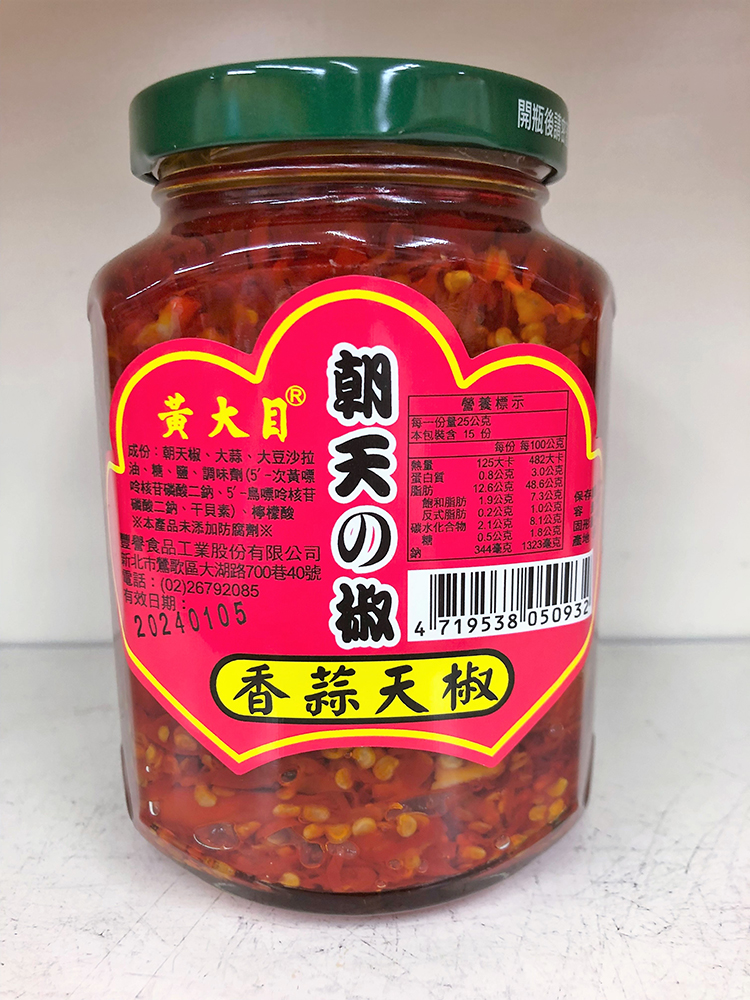 開瓶後請
黃大目®
朝天の椒
成份：朝天椒、大蒜、大豆沙拉
油、糖、鹽、調味劑(5′-次黃嘌
呤核苷磷酸二鈉、5′-鳥嘌呤核苷
磷酸二鈉、干貝素)、檸檬酸
※本產品未添加防腐劑※
豐譽食品工業股份有限公司
新北市鶯歌區大湖路700巷40號
電話：(02)26792085
有效日期：
20240105
營養標示
每一份量25公克
本包裝含 15 份
每份 每100公克
熱量 125大卡 482大卡
蛋白質 0.8公克 3.0公克
脂肪 12.6公克 48.6公克
飽和脂肪 1.9公克 7.3公克
反式脂肪 0.2公克 1.0公克
碳水化合物 2.1公克 8.1公克
糖 0.5公克 1.8公克
鈉 344毫克 1323毫克
保存
容
固形
產地
4 719538 050932
香蒜天椒